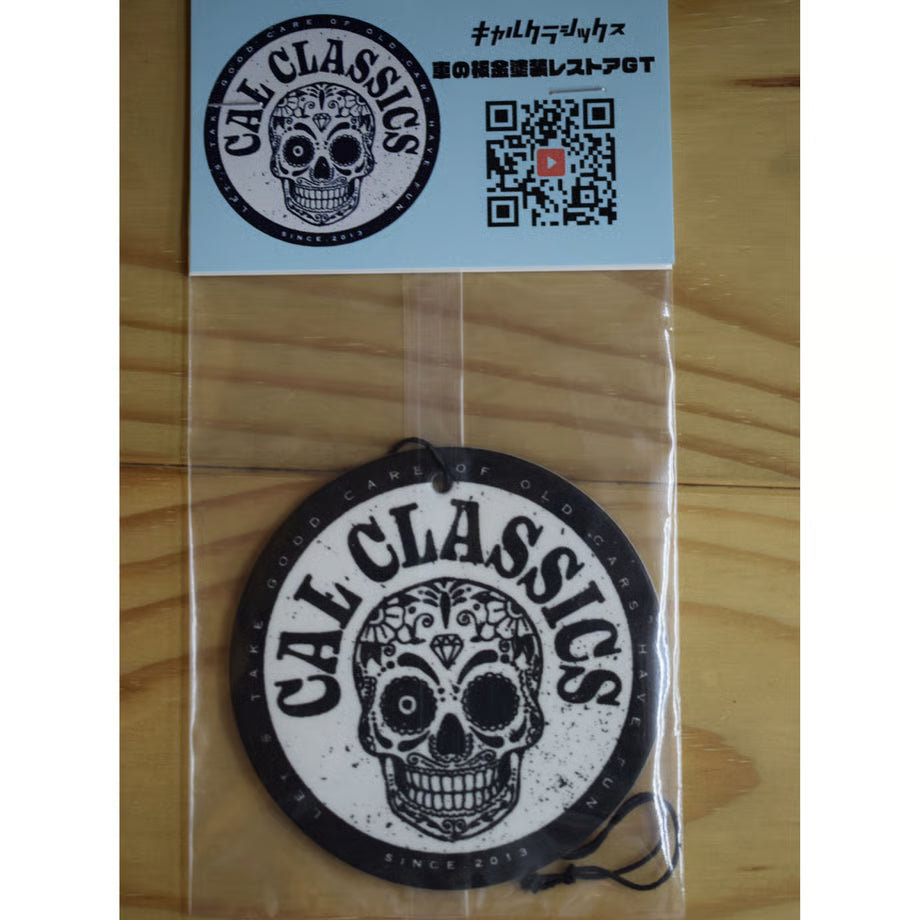 LET'S TAKE GOOD CARE OF OLD CARS HAVE FUN
CAL CLASSICS
SINCE.2013
キャルクラシックス
車の板金塗装レストアGT
LET'S TAKE GOOD CARE OF OLD CARS HAVE FUN
CAL CLASSICS
SINCE.2013